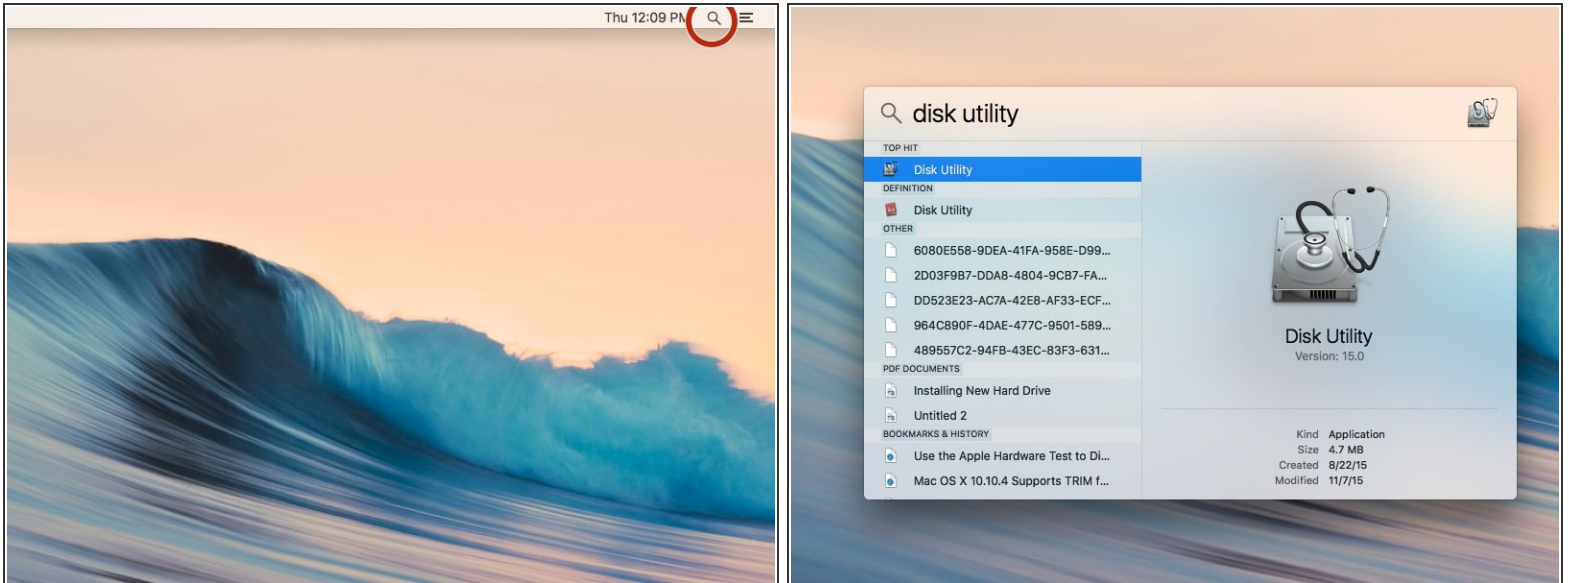 Thu 12:09 PM
disk utility
TOP HIT
Disk Utility
DEFINITION
Disk Utility
OTHER
6080E558-9DEA-41FA-958E-D99...
2D03F9B7-DDA8-4804-9CB7-FA...
DD523E23-AC7A-42E8-AF33-ECF...
964C890F-4DAE-477C-9501-589...
489557C2-94FB-43EC-83F3-631...
PDF DOCUMENTS
Installing New Hard Drive
Untitled 2
BOOKMARKS & HISTORY
Use the Apple Hardware Test to Di...
Mac OS X 10.10.4 Supports TRIM f...
Disk Utility
Version: 15.0
Kind Application
Size 4.7 MB
Created 8/22/15
Modified 11/7/15